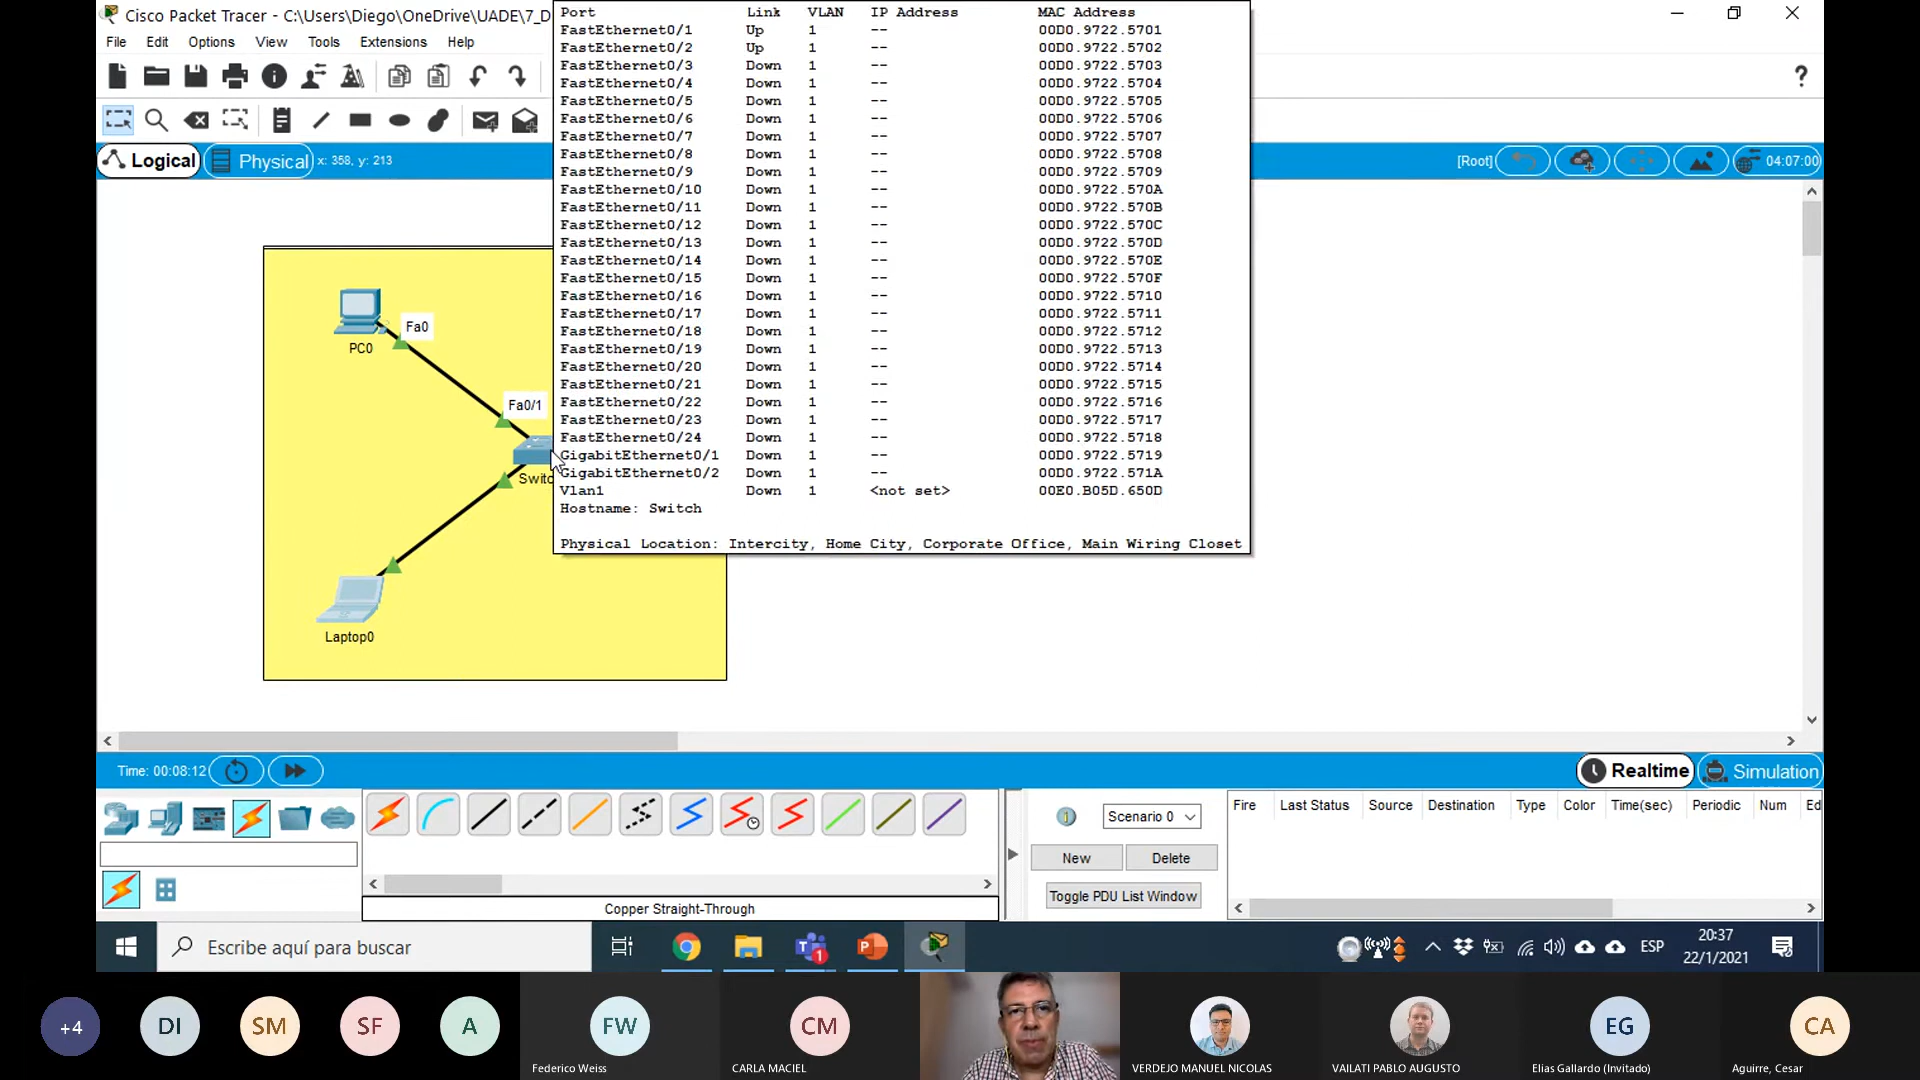 Cisco Packet Tracer - C:\Users\Diego\OneDrive\UADE\7_D
File Edit Options View Tools Extensions Help
Port Link VLAN IP Address MAC Address
FastEthernet0/1 Up 1 -- 00D0.9722.5701
FastEthernet0/2 Up 1 -- 00D0.9722.5702
FastEthernet0/3 Down 1 -- 00D0.9722.5703
FastEthernet0/4 Down 1 -- 00D0.9722.5704
FastEthernet0/5 Down 1 -- 00D0.9722.5705
FastEthernet0/6 Down 1 -- 00D0.9722.5706
FastEthernet0/7 Down 1 -- 00D0.9722.5707
FastEthernet0/8 Down 1 -- 00D0.9722.5708
FastEthernet0/9 Down 1 -- 00D0.9722.5709
FastEthernet0/10 Down 1 -- 00D0.9722.570A
FastEthernet0/11 Down 1 -- 00D0.9722.570B
FastEthernet0/12 Down 1 -- 00D0.9722.570C
FastEthernet0/13 Down 1 -- 00D0.9722.570D
FastEthernet0/14 Down 1 -- 00D0.9722.570E
FastEthernet0/15 Down 1 -- 00D0.9722.570F
FastEthernet0/16 Down 1 -- 00D0.9722.5710
FastEthernet0/17 Down 1 -- 00D0.9722.5711
FastEthernet0/18 Down 1 -- 00D0.9722.5712
FastEthernet0/19 Down 1 -- 00D0.9722.5713
FastEthernet0/20 Down 1 -- 00D0.9722.5714
FastEthernet0/21 Down 1 -- 00D0.9722.5715
FastEthernet0/22 Down 1 -- 00D0.9722.5716
FastEthernet0/23 Down 1 -- 00D0.9722.5717
FastEthernet0/24 Down 1 -- 00D0.9722.5718
GigabitEthernet0/1 Down 1 -- 00D0.9722.5719
GigabitEthernet0/2 Down 1 -- 00D0.9722.571A
Vlan1 Down 1 <not set> 00E0.B05D.650D
Hostname: Switch
Physical Location: Intercity, Home City, Corporate Office, Main Wiring Closet
?
Logical Physical x: 358, y: 213
[Root] 04:07:00
Fa0
PC0
Fa0/1
Switc
Laptop0
Time: 00:08:12
Realtime Simulation
Scenario 0
New Delete
Toggle PDU List Window
Fire Last Status Source Destination Type Color Time(sec) Periodic Num Ed
Copper Straight-Through
Escribe aquí para buscar
1
ESP
20:37
22/1/2021
+4 DI SM SF A FW CM EG CA
Federico Weiss CARLA MACIEL VERDEJO MANUEL NICOLAS VAILATI PABLO AUGUSTO Elias Gallardo (Invitado) Aguirre, Cesar